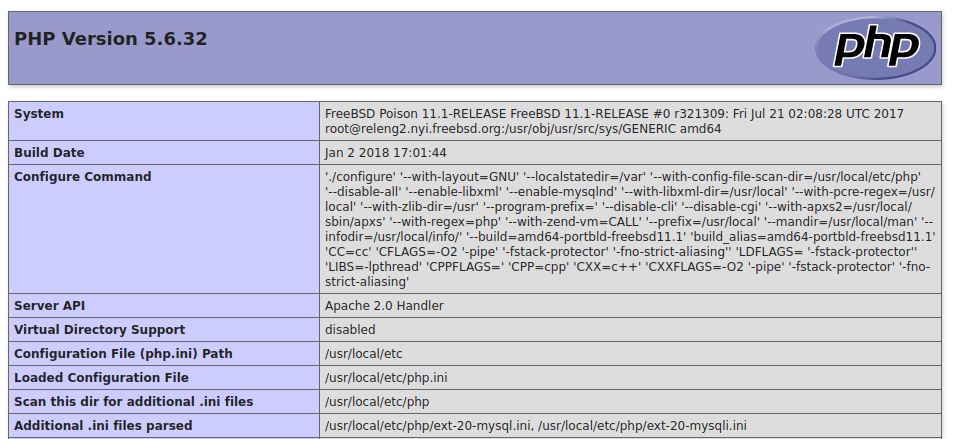 PHP Version 5.6.32
php
System
FreeBSD Poison 11.1-RELEASE FreeBSD 11.1-RELEASE #0 r321309: Fri Jul 21 02:08:28 UTC 2017
root@releng2.nyi.freebsd.org:/usr/obj/usr/src/sys/GENERIC amd64
Build Date
Jan 2 2018 17:01:44
Configure Command
'./configure' '--with-layout=GNU' '--localstatedir=/var' '--with-config-file-scan-dir=/usr/local/etc/php'
'--disable-all' '--enable-libxml' '--enable-mysqlnd' '--with-libxml-dir=/usr/local' '--with-pcre-regex=/usr/
local' '--with-zlib-dir=/usr' '--program-prefix=' '--disable-cli' '--disable-cgi' '--with-apxs2=/usr/local/
sbin/apxs' '--with-regex=php' '--with-zend-vm=CALL' '--prefix=/usr/local' '--mandir=/usr/local/man' '--
infodir=/usr/local/info/' '--build=amd64-portbld-freebsd11.1' 'build_alias=amd64-portbld-freebsd11.1'
'CC=cc' 'CFLAGS=-O2 '-pipe' '-fstack-protector' '-fno-strict-aliasing'' 'LDFLAGS= '-fstack-protector''
'LIBS=-lpthread' 'CPPFLAGS=' 'CPP=cpp' 'CXX=c++' 'CXXFLAGS=-O2 '-pipe' '-fstack-protector' '-fno-
strict-aliasing'
Server API
Apache 2.0 Handler
Virtual Directory Support
disabled
Configuration File (php.ini) Path
/usr/local/etc
Loaded Configuration File
/usr/local/etc/php.ini
Scan this dir for additional .ini files
/usr/local/etc/php
Additional .ini files parsed
/usr/local/etc/php/ext-20-mysql.ini, /usr/local/etc/php/ext-20-mysqli.ini